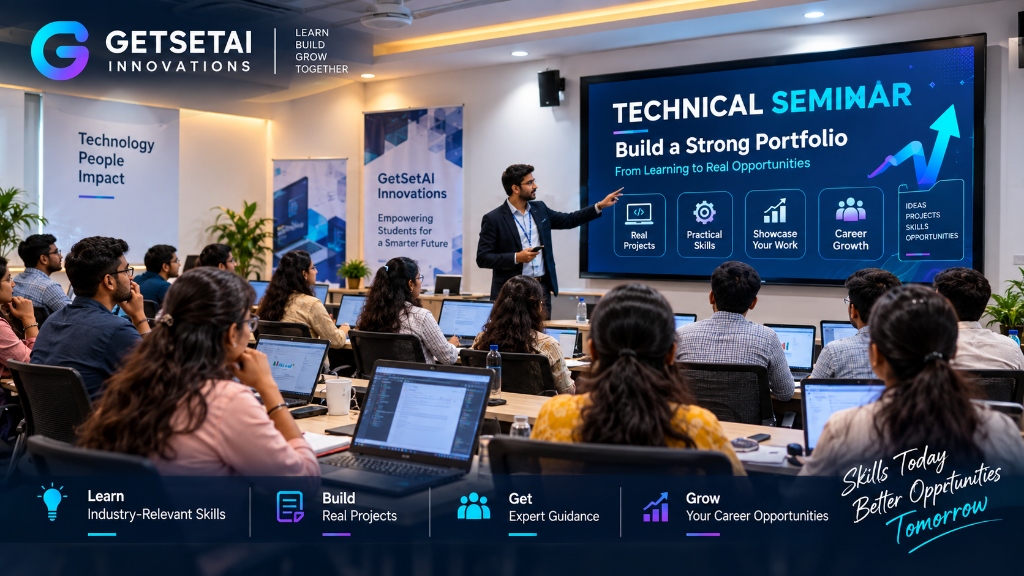 GETSETAI
INNOVATIONS
LEARN
BUILD
GROW
TOGETHER
Technology
People
Impact
GetSetAI
Innovations
Empowering
Students for
a Smarter Future
TECHNICAL SEMINAR
Build a Strong Portfolio
From Learning to Real Opportunities
Real
Projects
Practical
Skills
Showcase
Your Work
Career
Growth
IDEAS
PROJECTS
SKILLS
OPPORTUNITIES
Learn
Industry-Relevant Skills
Build
Real Projects
Get
Expert Guidance
Grow
Your Career Opportunities
Skills Today
Better Opprtunities
Tomorrow